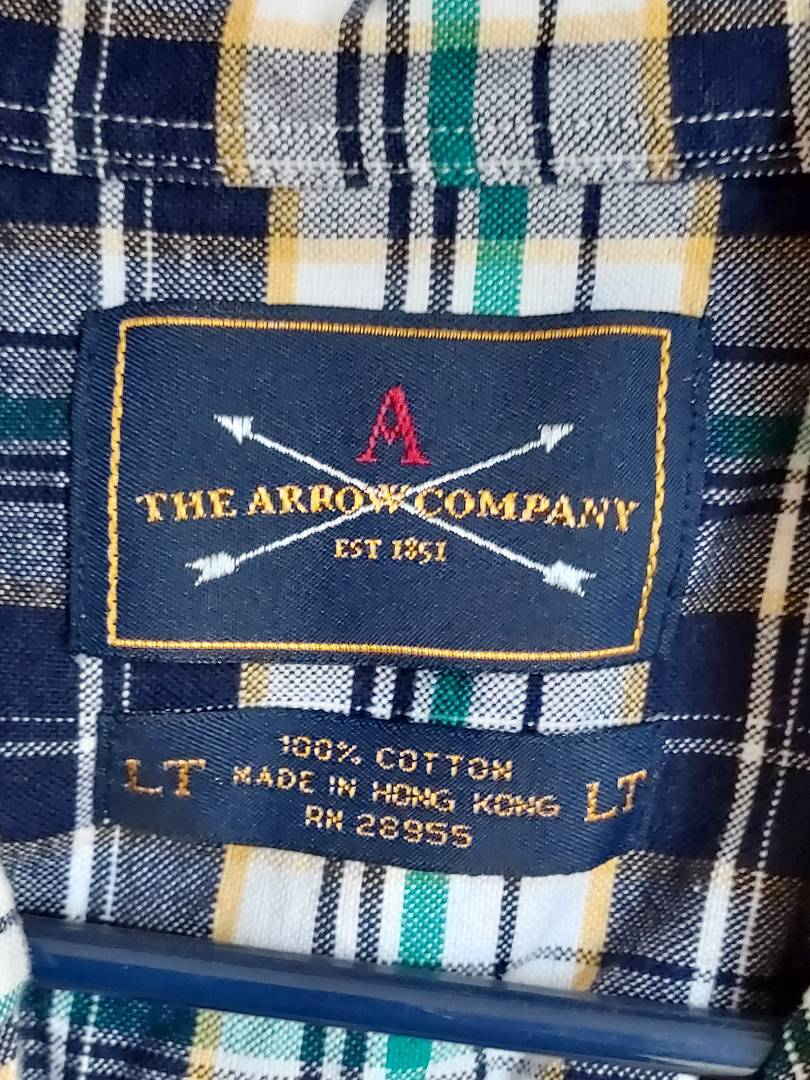 A
THE ARROW COMPANY
EST 1851
100% COTTON
LT MADE IN HONG KONG LT
RN 28955